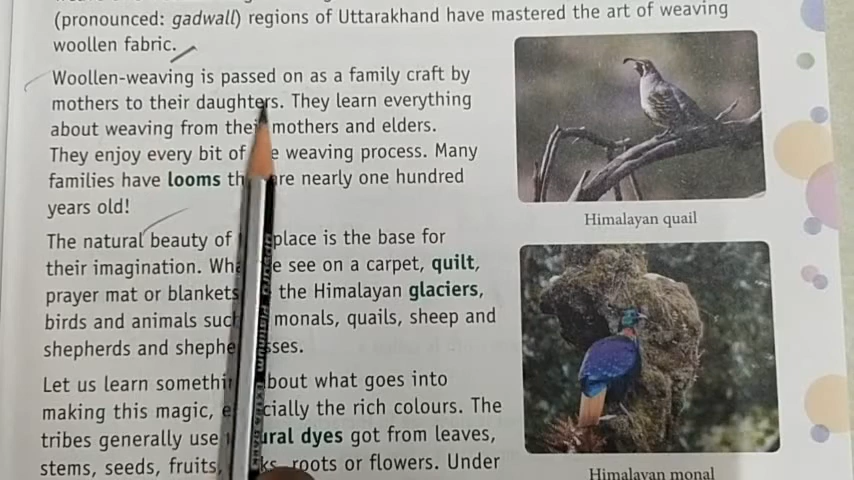 (pronounced: gadwall) regions of Uttarakhand have mastered the art of weaving
woollen fabric.
Woollen-weaving is passed on as a family craft by
mothers to their daughters. They learn everything
about weaving from their mothers and elders.
They enjoy every bit of the weaving process. Many
families have looms that are nearly one hundred
years old!
The natural beauty of place is the base for
their imagination. What we see on a carpet, quilt,
prayer mat or blankets the Himalayan glaciers,
birds and animals such monals, quails, sheep and
shepherds and shepherdesses.
Let us learn something about what goes into
making this magic, especially the rich colours. The
tribes generally use natural dyes got from leaves,
stems, seeds, fruits, roots or flowers. Under
Himalayan quail
Himalayan monal